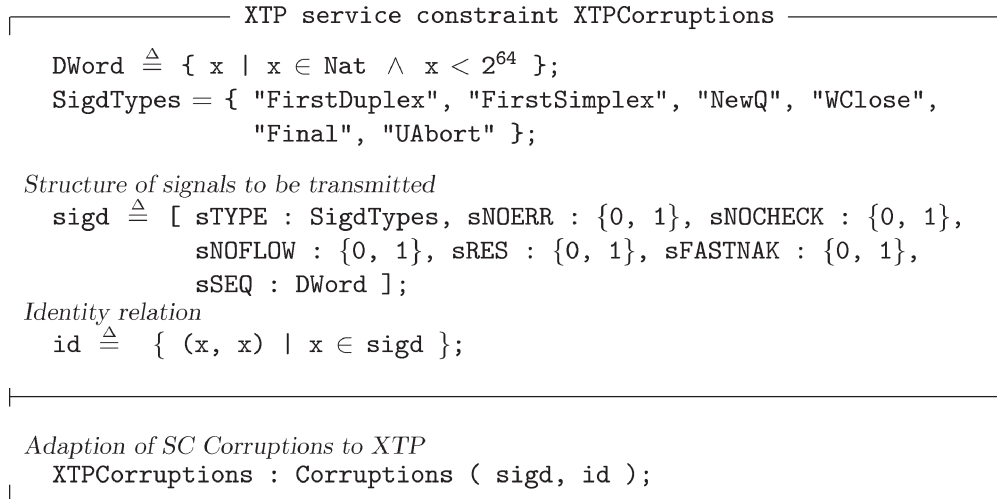 XTP service constraint XTPCorruptions
DWord ≜ { x | x ∈ Nat ∧ x < 2⁶⁴ };
SigdTypes = { "FirstDuplex", "FirstSimplex", "NewQ", "WClose",
"Final", "UAbort" };
Structure of signals to be transmitted
sigd ≜ [ sTYPE : SigdTypes, sNOERR : {0, 1}, sNOCHECK : {0, 1},
sNOFLOW : {0, 1}, sRES : {0, 1}, sFASTNAK : {0, 1},
sSEQ : DWord ];
Identity relation
id ≜ { (x, x) | x ∈ sigd };
Adaption of SC Corruptions to XTP
XTPCorruptions : Corruptions ( sigd, id );